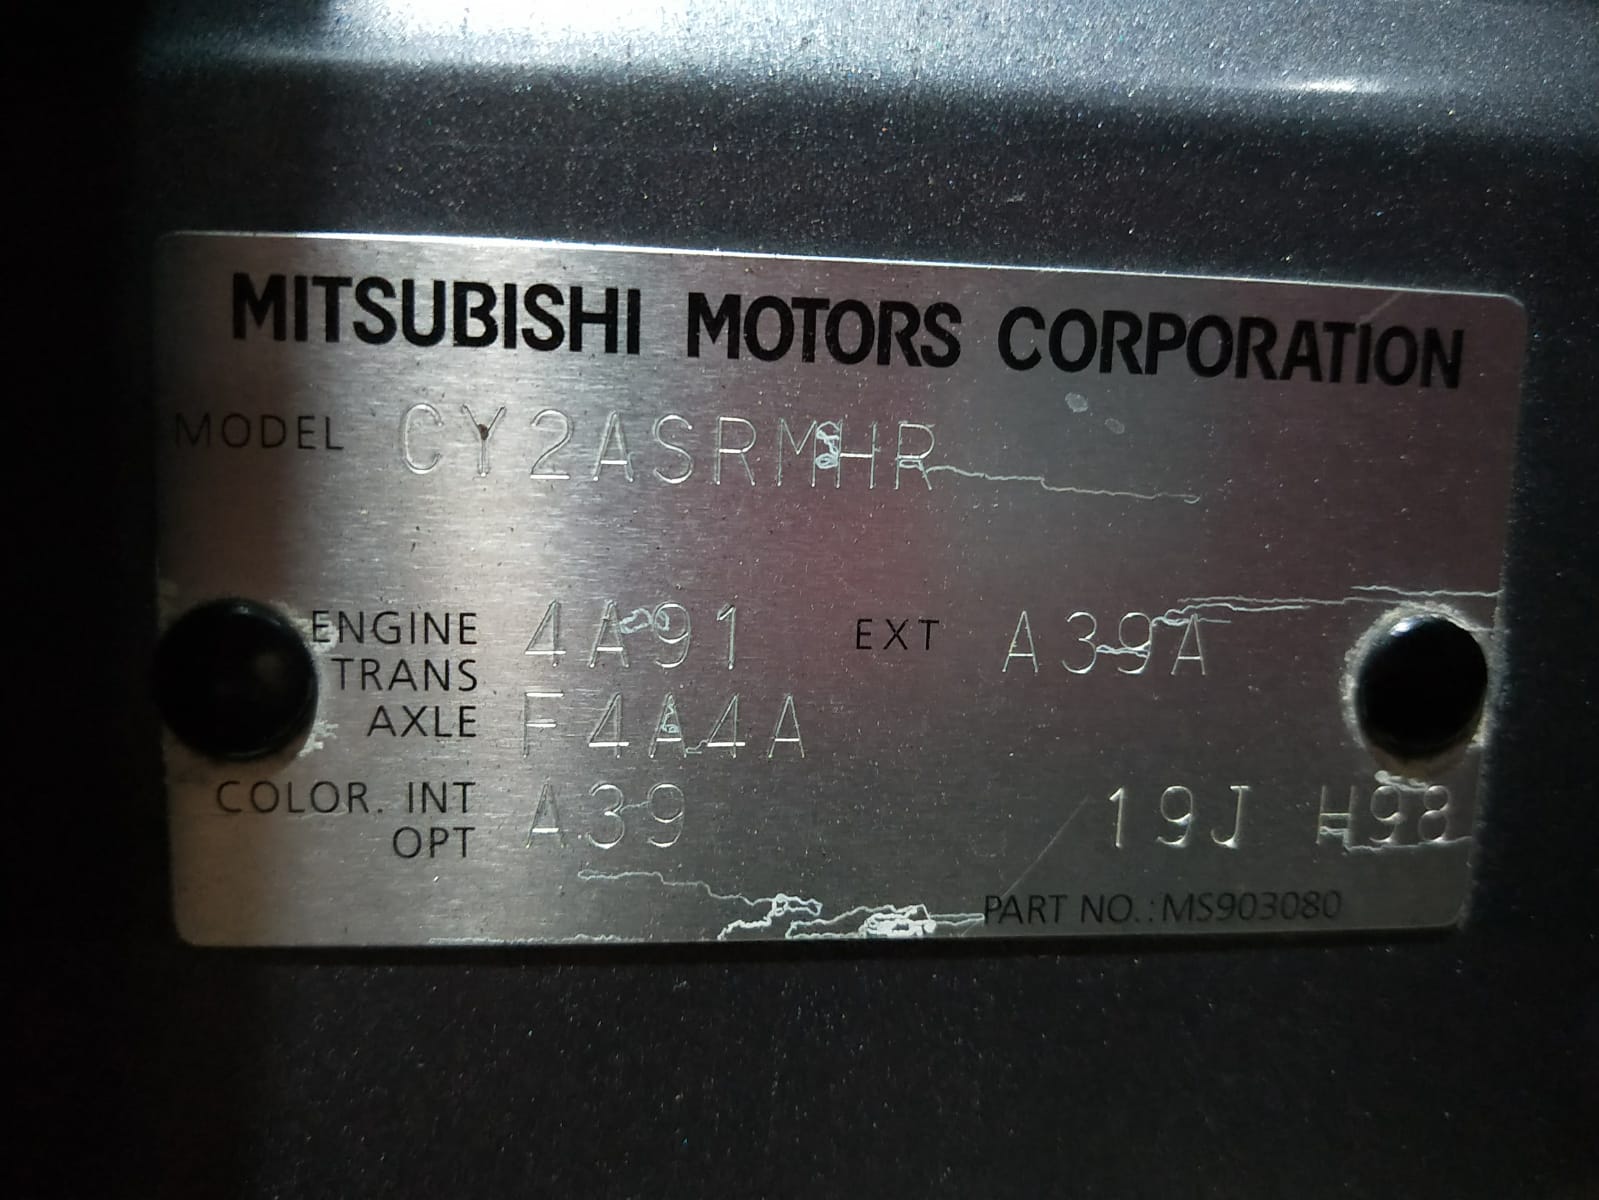 MITSUBISHI MOTORS CORPORATION
MODEL CY2ASRMHR
ENGINE 4A91 EXT A39A
TRANS
AXLE F4A4A
COLOR. INT A39 19J H98
OPT
PART NO.:MS903080